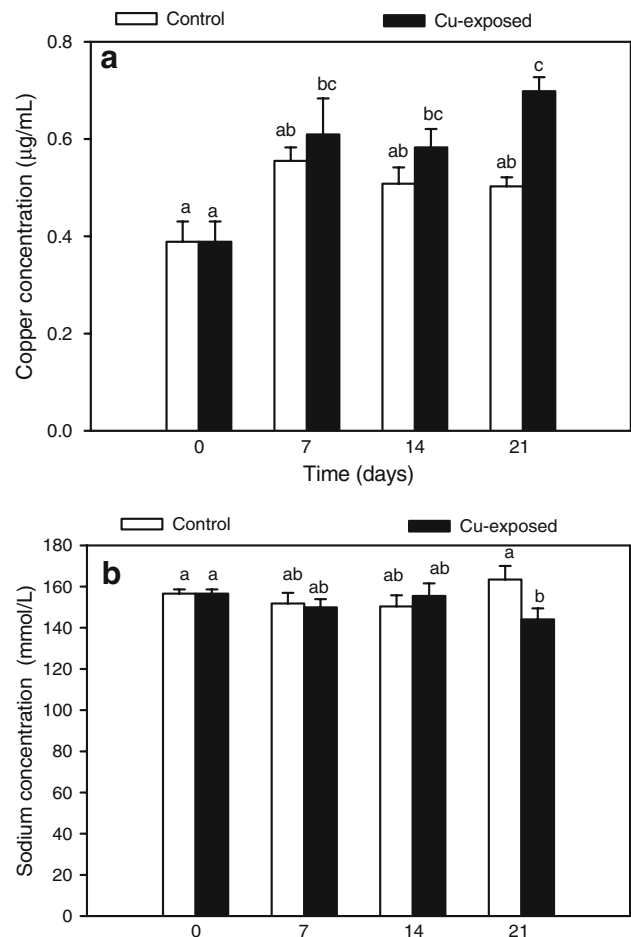 Control Cu-exposed
a
0.8
0.6
0.4
0.2
0.0
Copper concentration (µg/mL)
a a ab bc ab bc ab c
0 7 14 21
Time (days)
Control Cu-exposed
b
180
160
140
120
100
80
60
40
20
0
Sodium concentration (mmol/L)
a a ab ab ab ab a b
0 7 14 21